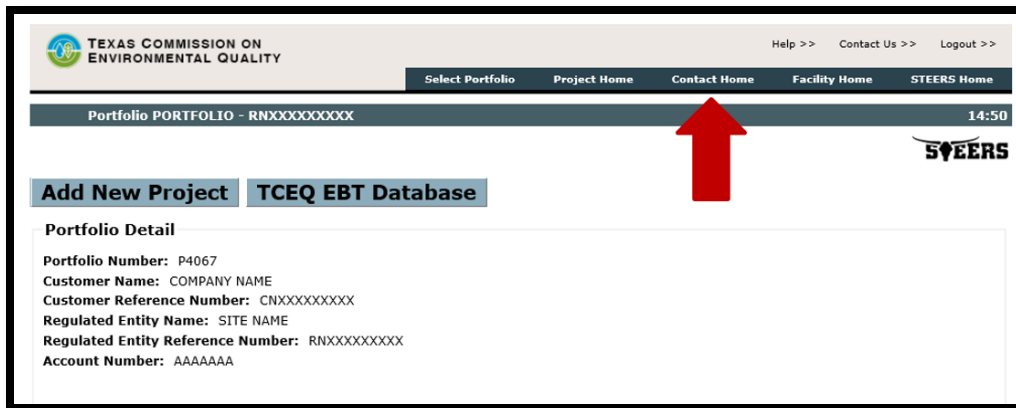 TEXAS COMMISSION ON
ENVIRONMENTAL QUALITY
Help >> Contact Us >> Logout >>
Select Portfolio Project Home Contact Home Facility Home STEERS Home
Portfolio PORTFOLIO - RNXXXXXXXXX 14:50
STEERS
Add New Project TCEQ EBT Database
Portfolio Detail
Portfolio Number: P4067
Customer Name: COMPANY NAME
Customer Reference Number: CNXXXXXXXXX
Regulated Entity Name: SITE NAME
Regulated Entity Reference Number: RNXXXXXXXXX
Account Number: AAAAAAA